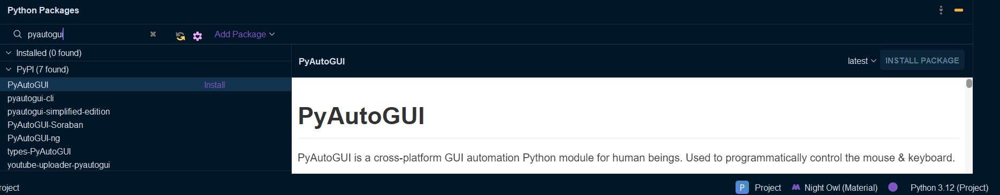 Python Packages
pyautogui
Add Package
Installed (0 found)
PyPI (7 found)
PyAutoGUI Install
pyautogui-cli
pyautogui-simplified-edition
PyAutoGUI-Soraban
PyAutoGUI-ng
types-PyAutoGUI
youtube-uploader-pyautogui
PyAutoGUI latest INSTALL PACKAGE
PyAutoGUI
PyAutoGUI is a cross-platform GUI automation Python module for human beings. Used to programmatically control the mouse & keyboard.
roject P Project Night Owl (Material) Python 3.12 (Project)